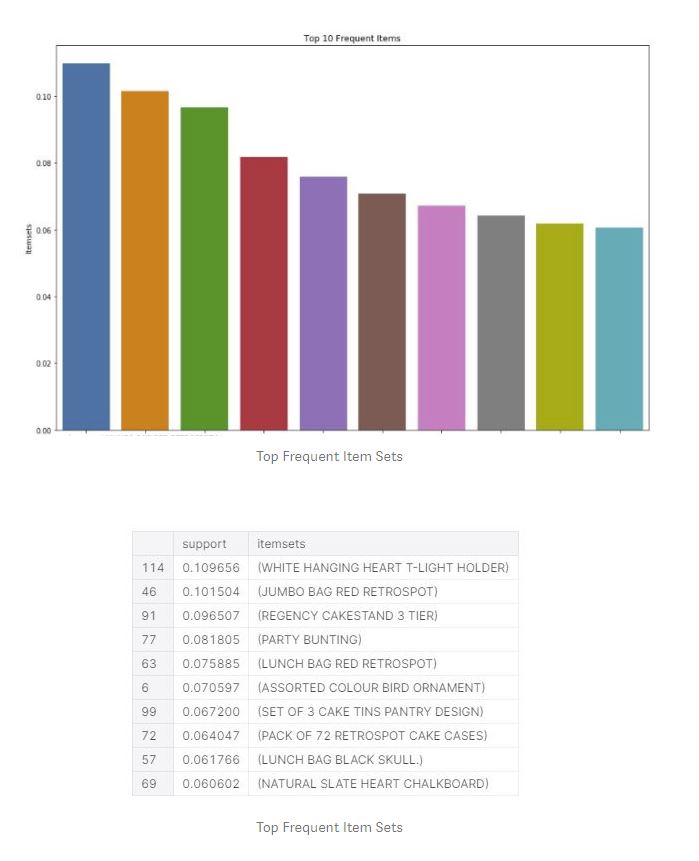 Top 10 Frequent Items
0.10
0.08
0.06
0.04
0.02
0.00
Itemsets
Top Frequent Item Sets
support itemsets
114 0.109656 (WHITE HANGING HEART T-LIGHT HOLDER)
46 0.101504 (JUMBO BAG RED RETROSPOT)
91 0.096507 (REGENCY CAKESTAND 3 TIER)
77 0.081805 (PARTY BUNTING)
63 0.075885 (LUNCH BAG RED RETROSPOT)
6 0.070597 (ASSORTED COLOUR BIRD ORNAMENT)
99 0.067200 (SET OF 3 CAKE TINS PANTRY DESIGN)
72 0.064047 (PACK OF 72 RETROSPOT CAKE CASES)
57 0.061766 (LUNCH BAG BLACK SKULL.)
69 0.060602 (NATURAL SLATE HEART CHALKBOARD)
Top Frequent Item Sets